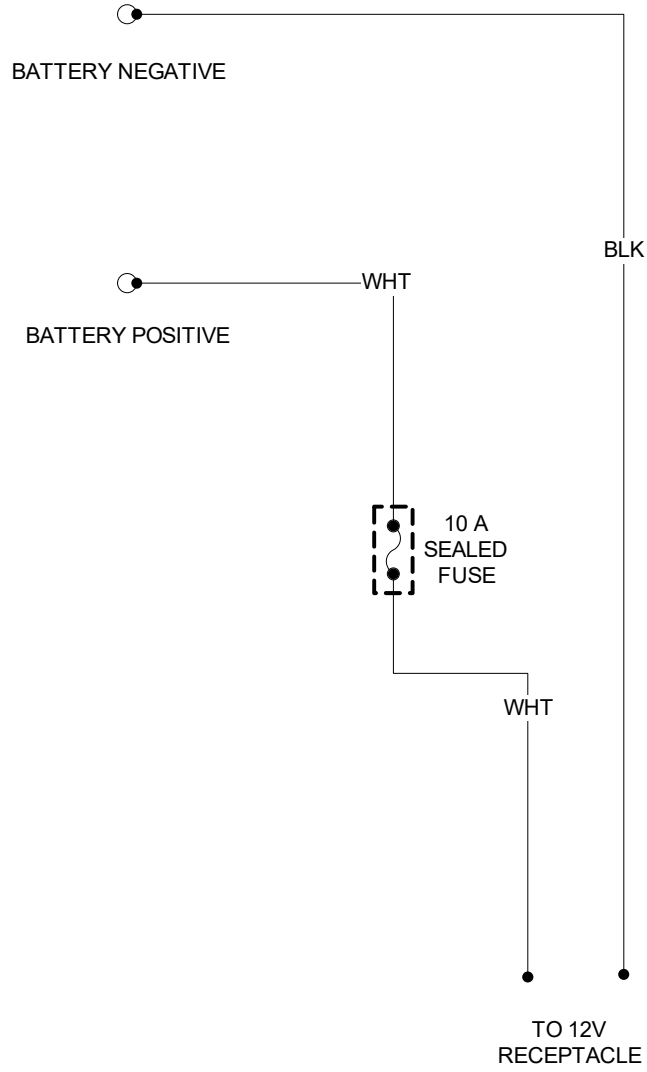 BATTERY NEGATIVE
BLK
WHT
BATTERY POSITIVE
10 A
SEALED
FUSE
WHT
TO 12V
RECEPTACLE